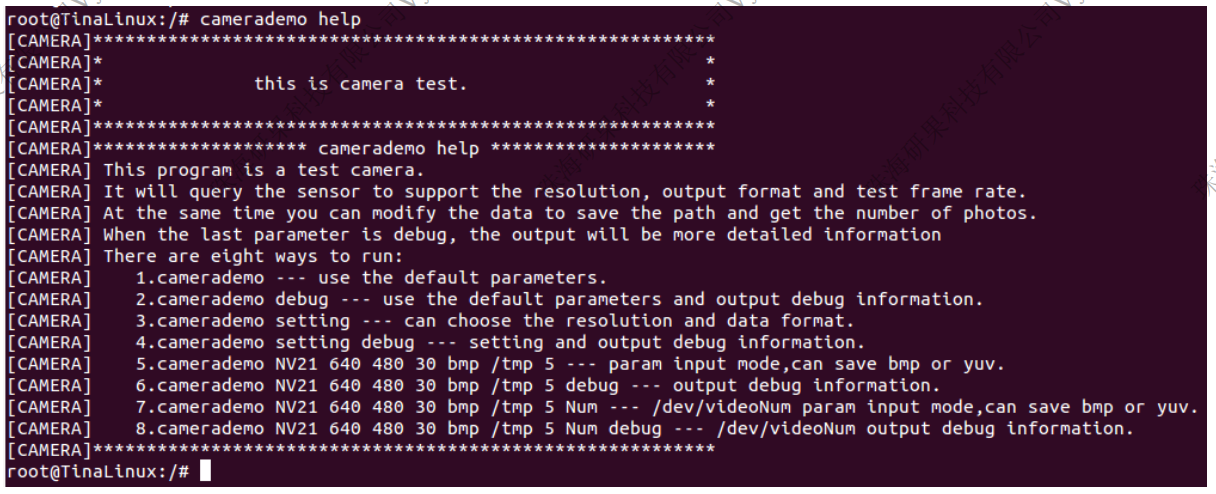 root@TinaLinux:/# camerademo help
[CAMERA]**********************************************************
[CAMERA]*                                                        *
[CAMERA]*              this is camera test.                      *
[CAMERA]*                                                        *
[CAMERA]**********************************************************
[CAMERA]******************** camerademo help *********************
[CAMERA] This program is a test camera.
[CAMERA] It will query the sensor to support the resolution, output format and test frame rate.
[CAMERA] At the same time you can modify the data to save the path and get the number of photos.
[CAMERA] When the last parameter is debug, the output will be more detailed information
[CAMERA] There are eight ways to run:
[CAMERA]    1.camerademo --- use the default parameters.
[CAMERA]    2.camerademo debug --- use the default parameters and output debug information.
[CAMERA]    3.camerademo setting --- can choose the resolution and data format.
[CAMERA]    4.camerademo setting debug --- setting and output debug information.
[CAMERA]    5.camerademo NV21 640 480 30 bmp /tmp 5 --- param input mode,can save bmp or yuv.
[CAMERA]    6.camerademo NV21 640 480 30 bmp /tmp 5 debug --- output debug information.
[CAMERA]    7.camerademo NV21 640 480 30 bmp /tmp 5 Num --- /dev/videoNum param input mode,can save bmp or yuv.
[CAMERA]    8.camerademo NV21 640 480 30 bmp /tmp 5 Num debug --- /dev/videoNum output debug information.
[CAMERA]**********************************************************
root@TinaLinux:/#